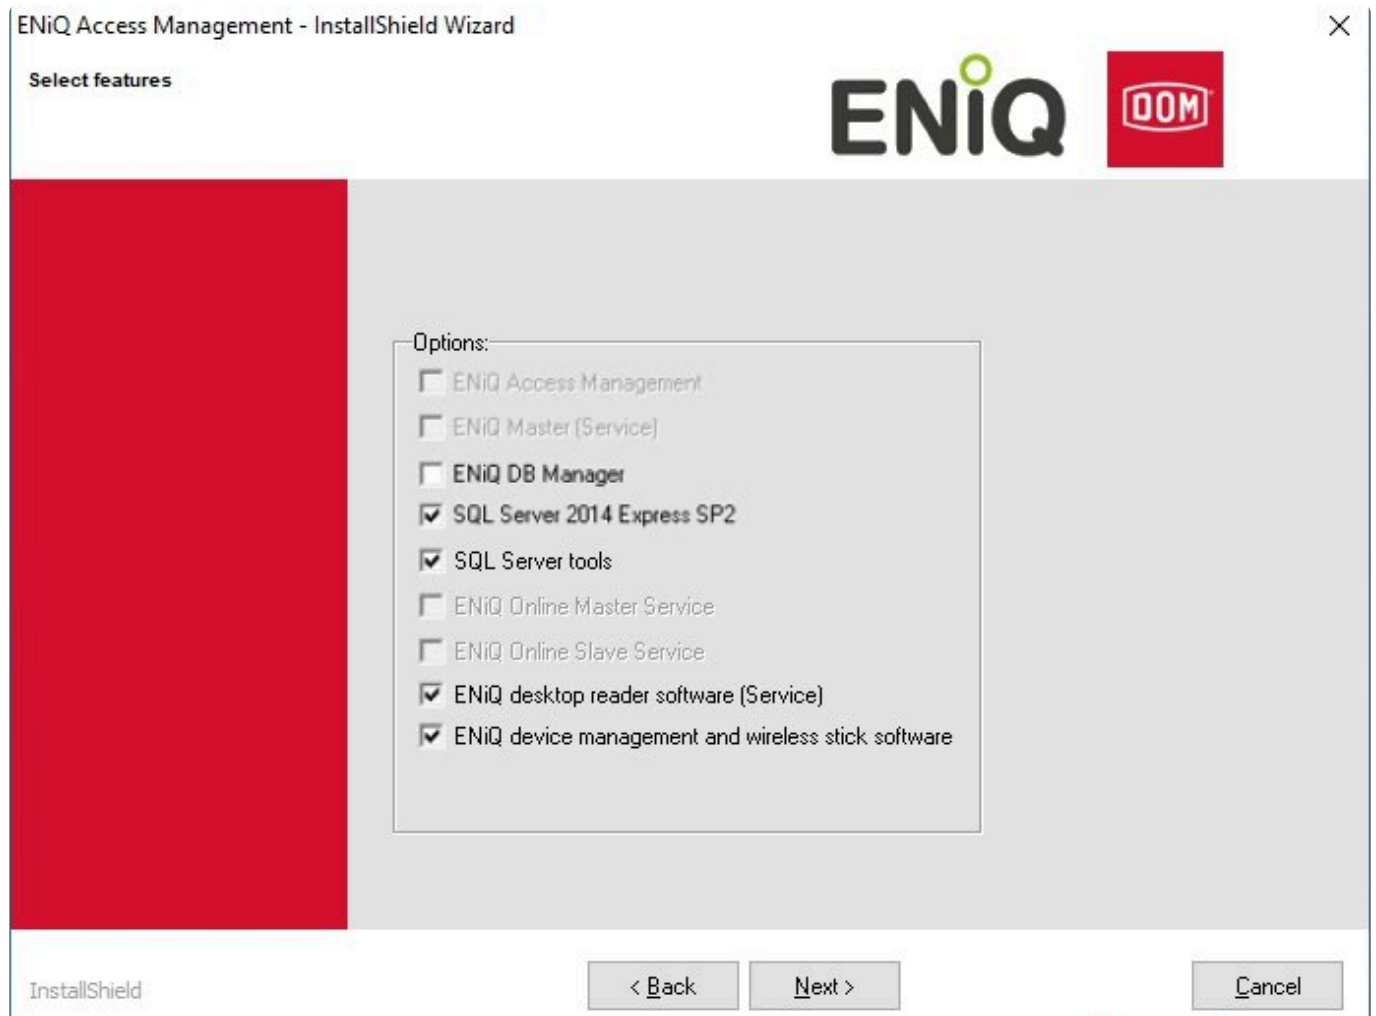 ENiQ Access Management - InstallShield Wizard
Select features
ENiQ
DOM
Options:
ENiQ Access Management
ENiQ Master (Service)
ENiQ DB Manager
SQL Server 2014 Express SP2
SQL Server tools
ENiQ Online Master Service
ENiQ Online Slave Service
ENiQ desktop reader software (Service)
ENiQ device management and wireless stick software
InstallShield
< Back
Next >
Cancel